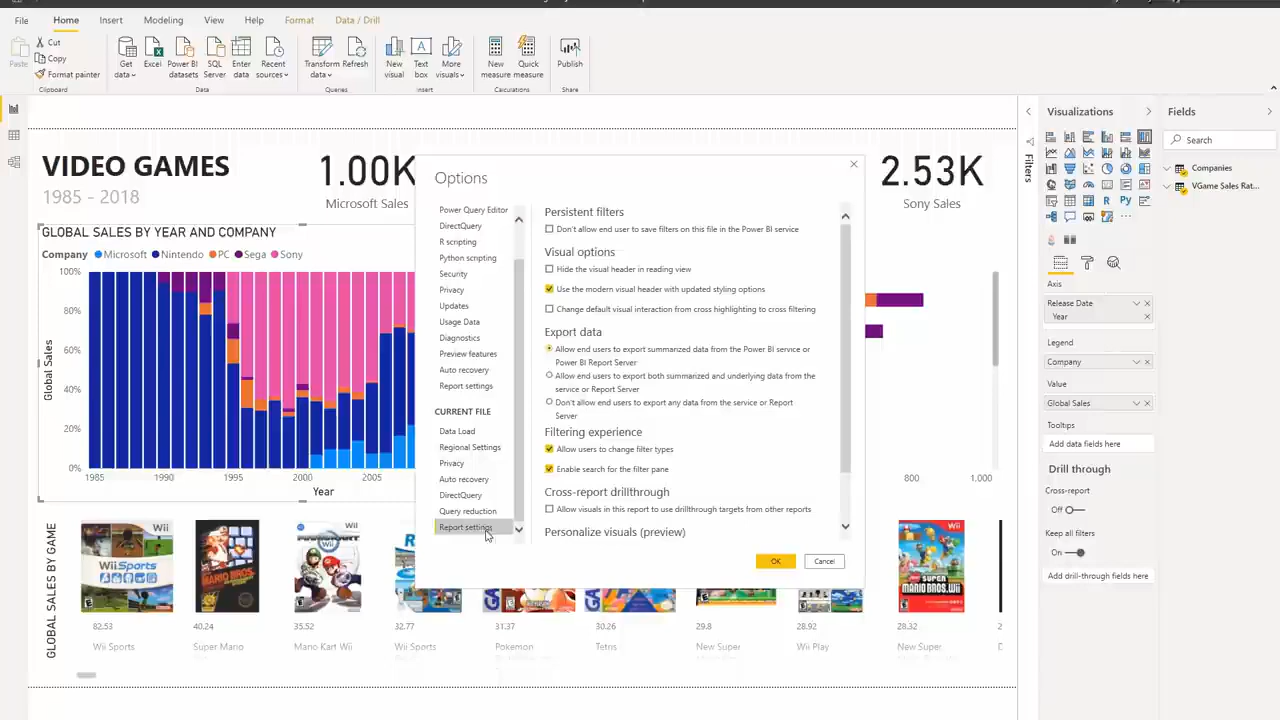 File Home Insert Modeling View Help Format Data / Drill
Paste
Cut
Copy
Format painter
Get data
Excel
Power BI datasets
SQL Server
Enter data
Recent sources
Transform data
Refresh
New visual
Text box
More visuals
New measure
Quick measure
Publish
Clipboard Data Queries Insert Calculations Share
VIDEO GAMES
1985 - 2018
1.00K
Microsoft Sales
2.53K
Sony Sales
GLOBAL SALES BY YEAR AND COMPANY
Company Microsoft Nintendo PC Sega Sony
100%
80%
60%
40%
20%
0%
Global Sales
1985 1990 1995 2000 2005
Year
800 1,000
Options
Power Query Editor
DirectQuery
R scripting
Python scripting
Security
Privacy
Updates
Usage Data
Diagnostics
Preview features
Auto recovery
Report settings
CURRENT FILE
Data Load
Regional Settings
Privacy
Auto recovery
DirectQuery
Query reduction
Report settings
Persistent filters
Don't allow end user to save filters on this file in the Power BI service
Visual options
Hide the visual header in reading view
Use the modern visual header with updated styling options
Change default visual interaction from cross highlighting to cross filtering
Export data
Allow end users to export summarized data from the Power BI service or
Power BI Report Server
Allow end users to export both summarized and underlying data from the
service or Report Server
Don't allow end users to export any data from the service or Report
Server
Filtering experience
Allow users to change filter types
Enable search for the filter pane
Cross-report drillthrough
Allow visuals in this report to use drillthrough targets from other reports
Personalize visuals (preview)
OK Cancel
GLOBAL SALES BY GAME
82.53 40.24 35.52 32.77 31.37 30.26 29.8 28.92 28.32 2
Wii Sports Super Mario Mario Kart Wii Wii Sports Pokemon Tetris New Super Wii Play New Super D
Filters
Visualizations
Axis
Release Date
Year
Legend
Company
Value
Global Sales
Tooltips
Add data fields here
Drill through
Cross-report
Off
Keep all filters
On
Add drill-through fields here
Fields
Search
Companies
VGame Sales Rat...